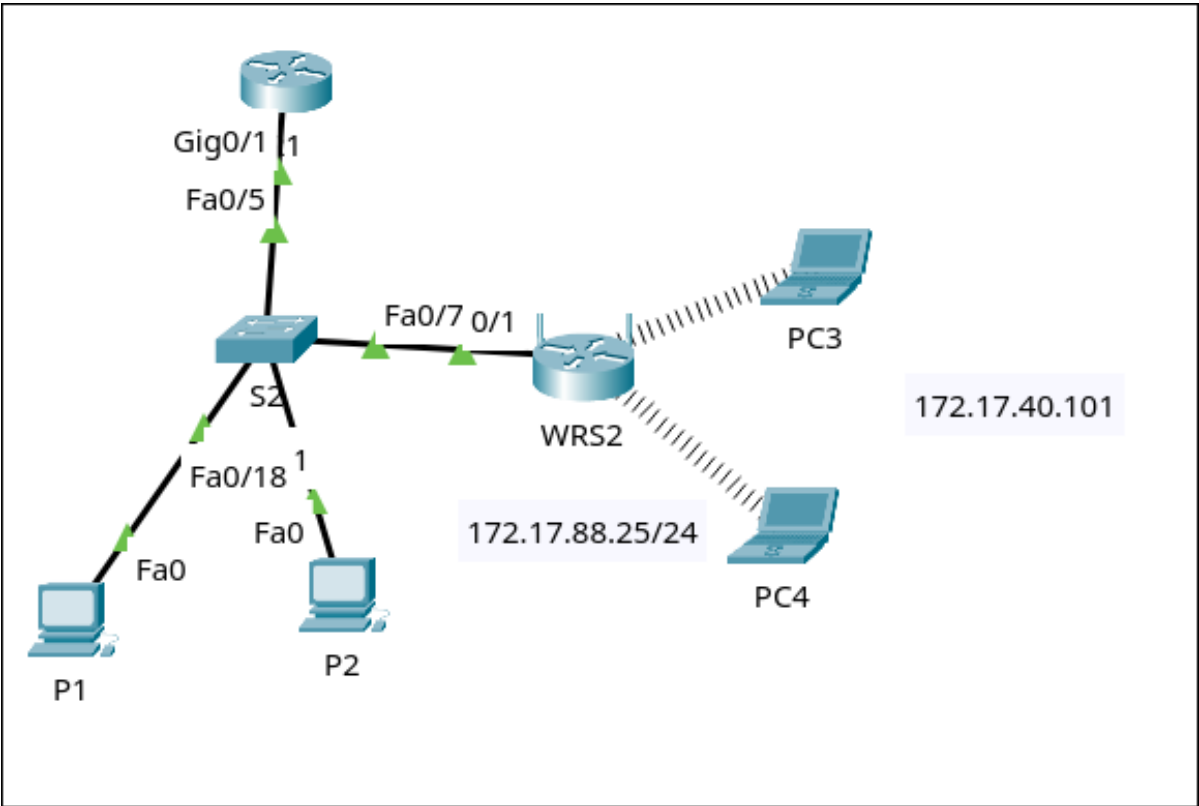 Gig0/1
Fa0/5
Fa0/7
0/1
PC3
S2
172.17.40.101
WRS2
Fa0/18
1
172.17.88.25/24
Fa0
Fa0
PC4
P2
P1